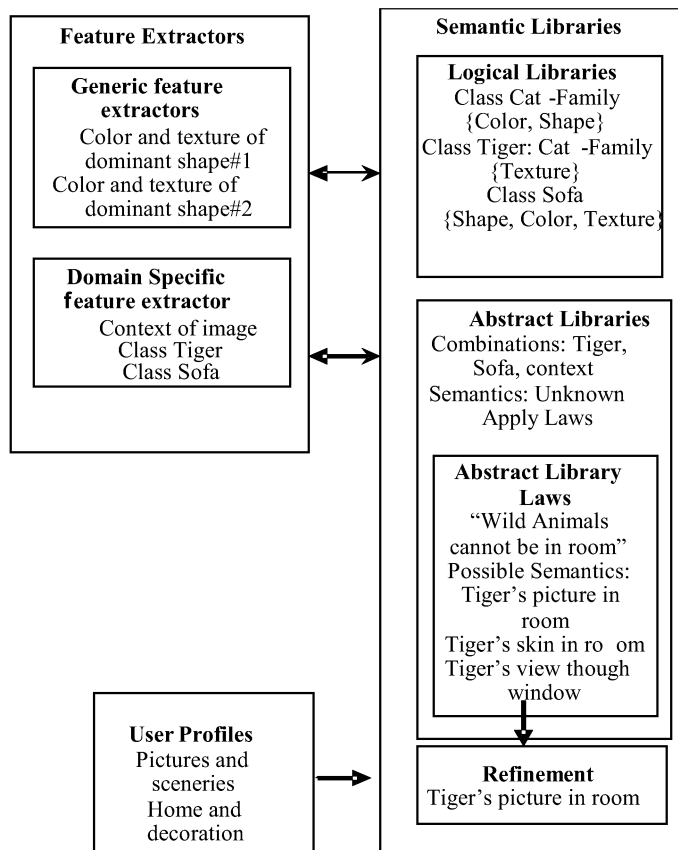 Feature Extractors
Generic feature
extractors
Color and texture of
dominant shape#1
Color and texture of
dominant shape#2
Domain Specific
feature extractor
Context of image
Class Tiger
Class Sofa
Semantic Libraries
Logical Libraries
Class Cat -Family
{Color, Shape}
Class Tiger: Cat -Family
{Texture}
Class Sofa
{Shape, Color, Texture}
Abstract Libraries
Combinations: Tiger,
Sofa, context
Semantics: Unknown
Apply Laws
Abstract Library
Laws
“Wild Animals
cannot be in room”
Possible Semantics:
Tiger’s picture in
room
Tiger’s skin in ro om
Tiger’s view though
window
User Profiles
Pictures and
sceneries
Home and
decoration
Refinement
Tiger’s picture in room